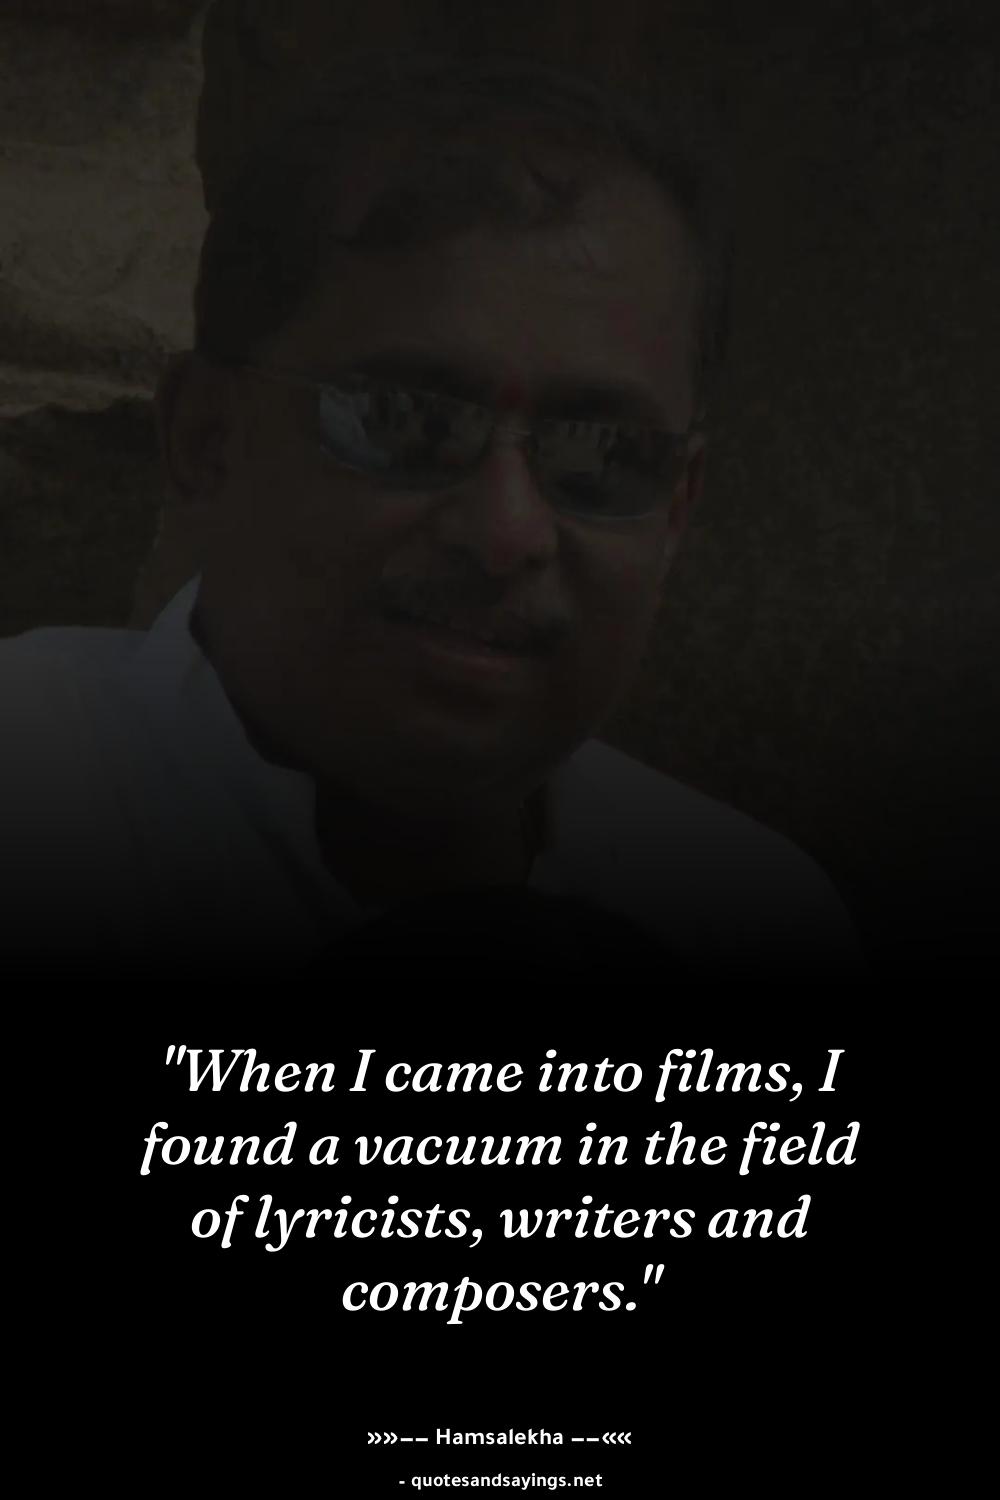 "When I came into films, I
found a vacuum in the field
of lyricists, writers and
composers."
»»−− Hamsalekha −−««
- quotesandsayings.net